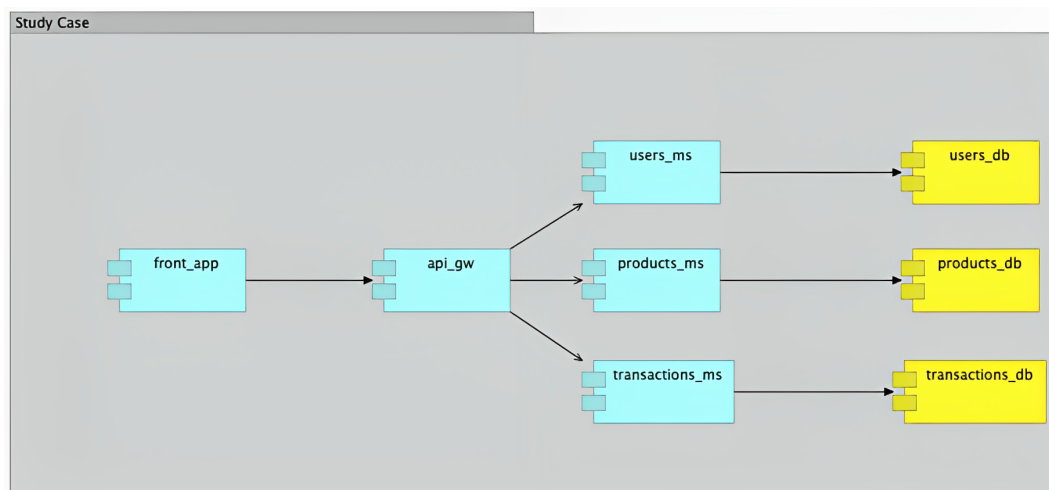 Study Case
users_ms
users_db
front_app
api_gw
products_ms
products_db
transactions_ms
transactions_db